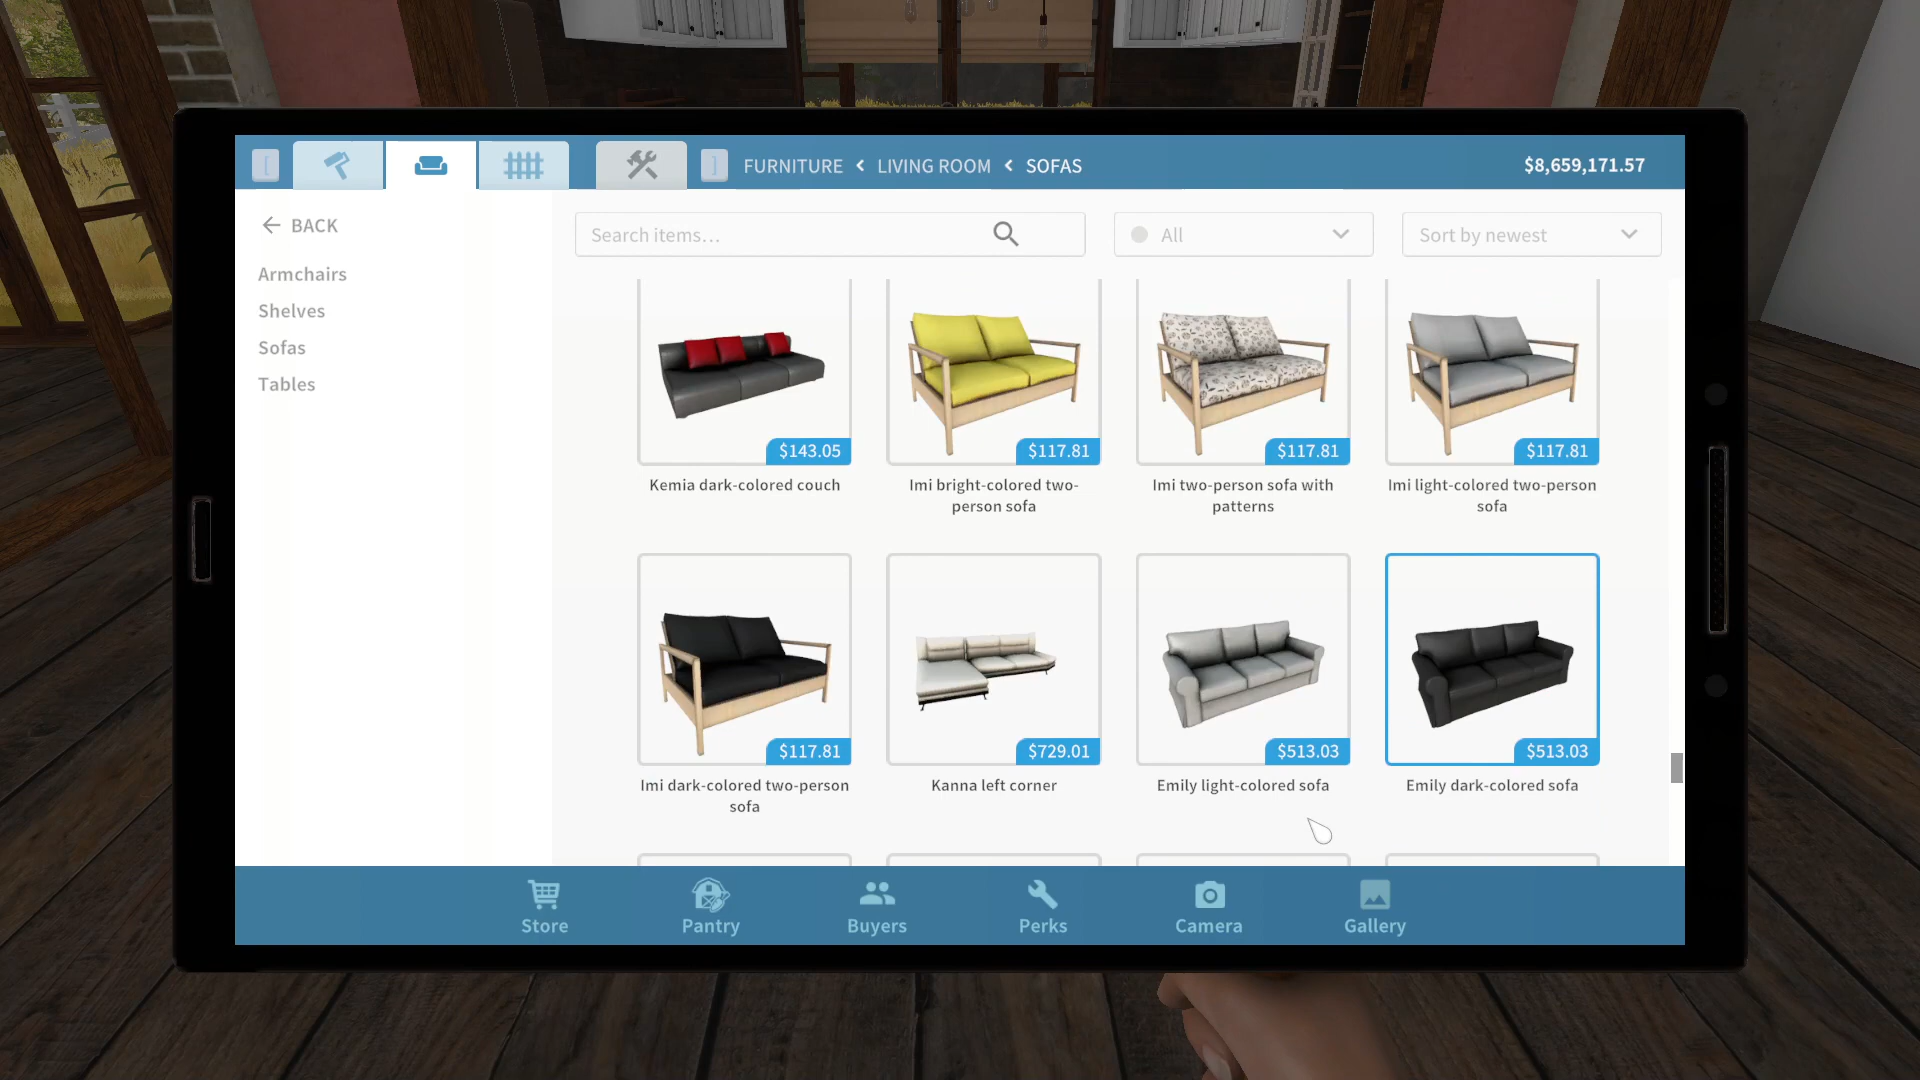 [ ] FURNITURE < LIVING ROOM < SOFAS $8,659,171.57
BACK
Armchairs
Shelves
Sofas
Tables
Search items...
All
Sort by newest
$143.05
$117.81
$117.81
$117.81
Kemia dark-colored couch
Imi bright-colored two-
person sofa
Imi two-person sofa with
patterns
Imi light-colored two-person
sofa
$117.81
$729.01
$513.03
$513.03
Imi dark-colored two-person
sofa
Kanna left corner
Emily light-colored sofa
Emily dark-colored sofa
Store
Pantry
Buyers
Perks
Camera
Gallery